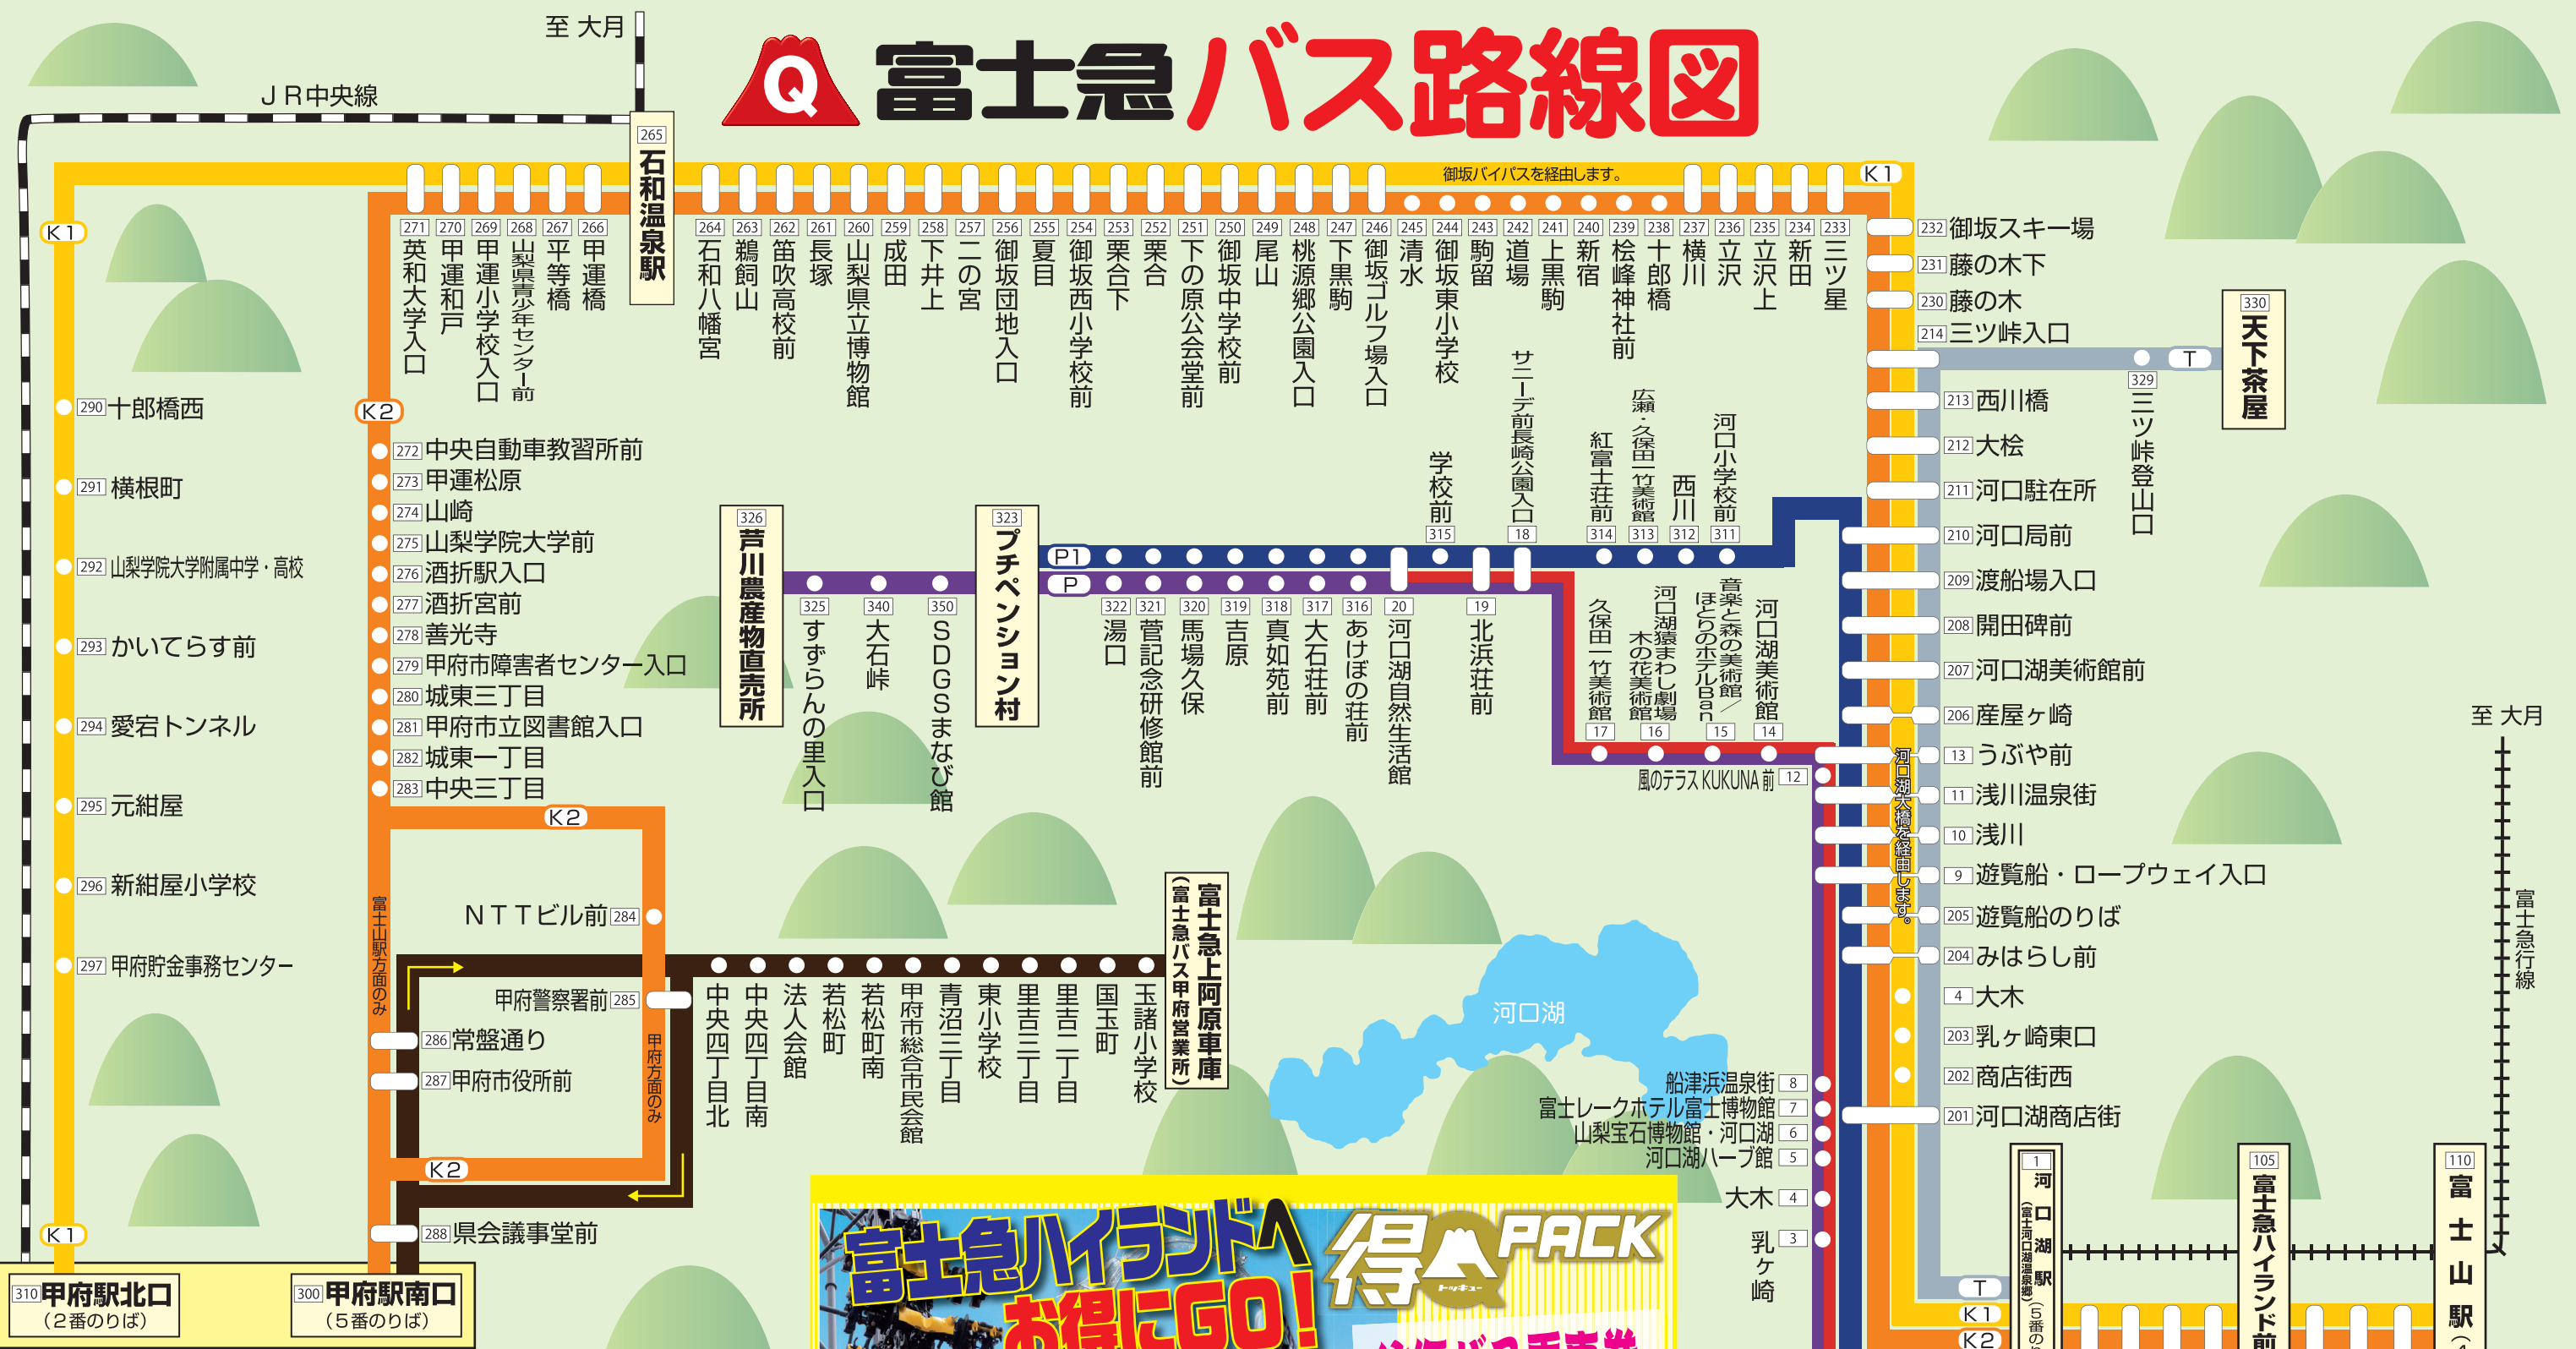 至 大月
富士急バス路線図
Q
JR中央線
265 石和温泉駅
御坂バイパスを経由します。
K1
K1
271 英和大学入口
270 甲運和戸
269 甲運小学校入口
268 山梨県青少年センター前
267 平等橋
266 甲運橋
264 石和八幡宮
263 鵜飼山
262 笛吹高校前
261 長塚
260 山梨県立博物館
259 成田
258 下井上
257 二の宮
256 御坂団地入口
255 夏目
254 御坂西小学校前
253 栗合下
252 栗合
251 下の原公会堂前
250 御坂中学校前
249 尾山
248 桃源郷公園入口
247 下黒駒
246 御坂ゴルフ場入口
245 清水
244 御坂東小学校
243 駒留
242 道場
241 上黒駒
240 新宿
239 桧峰神社前
238 十郎橋
237 横川
236 立沢
235 立沢上
234 新田
233 三ツ星
232 御坂スキー場
231 藤の木下
230 藤の木
214 三ツ峠入口
T
329 三ツ峠登山口
330 天下茶屋
213 西川橋
212 大桧
211 河口駐在所
210 河口局前
209 渡船場入口
208 開田碑前
207 河口湖美術館前
206 産屋ヶ崎
13 うぶや前
11 浅川温泉街
10 浅川
9 遊覧船・ロープウェイ入口
205 遊覧船のりば
204 みはらし前
4 大木
203 乳ヶ崎東口
202 商店街西
201 河口湖商店街
河口湖大橋を経由します。
290 十郎橋西
291 横根町
292 山梨学院大学附属中学・高校
293 かいてらす前
294 愛宕トンネル
295 元紺屋
296 新紺屋小学校
297 甲府貯金事務センター
K1
310 甲府駅北口
（2番のりば）
K2
272 中央自動車教習所前
273 甲運松原
274 山崎
275 山梨学院大学前
276 酒折駅入口
277 酒折宮前
278 善光寺
279 甲府市障害者センター入口
280 城東三丁目
281 甲府市立図書館入口
282 城東一丁目
283 中央三丁目
K2
富士山駅方面のみ
NTTビル前 284
甲府警察署前 285
甲府方面のみ
286 常盤通り
287 甲府市役所前
K2
288 県会議事堂前
300 甲府駅南口
（5番のりば）
中央四丁目北
中央四丁目南
法人会館
若松町
若松町南
甲府市総合市民会館
青沼三丁目
東小学校
里吉三丁目
里吉二丁目
国玉町
玉諸小学校
富士急上阿原車庫
（富士急バス甲府営業所）
326 芦川農産物直売所
325 すずらんの里入口
340 大石峠
350 SDGSまなび館
323 プチペンション村
P1
P
322 湯口
321 菅記念研修館前
320 馬場久保
319 吉原
318 真如苑前
317 大石荘前
316 あけぼの荘前
20 河口湖自然生活館
学校前 315
19 北浜荘前
サニーデ前長崎公園入口 18
紅富士荘前 314
広瀬・久保田一竹美術館 313
西川 312
河口小学校前 311
久保田一竹美術館 17
河口湖猿まわし劇場
木の花美術館 16
音楽と森の美術館／
ほとりのホテルBan 15
河口湖美術館 14
風のテラスKUKUNA前 12
河口湖
船津浜温泉街 8
富士レークホテル富士博物館 7
山梨宝石博物館・河口湖 6
河口湖ハーブ館 5
大木 4
乳ヶ崎 3
至 大月
富士急行線
T
K1
K2
1 河口湖駅
（富士河口湖温泉郷）
（5番の
105 富士急ハイランド前
110 富士山駅
富士急ハイランドへ
お得にGO!
得 PACK
トッキュー